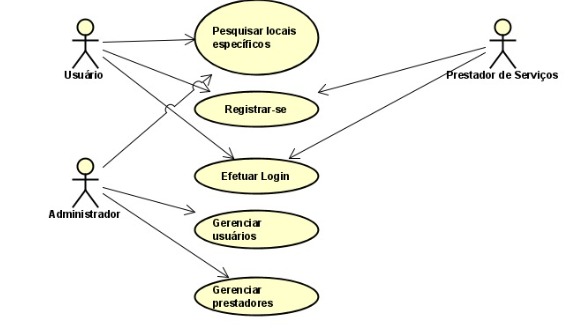 Pesquisar locais
específicos
Usuário
Prestador de Serviços
Registrar-se
Efetuar Login
Administrador
Gerenciar
usuários
Gerenciar
prestadores